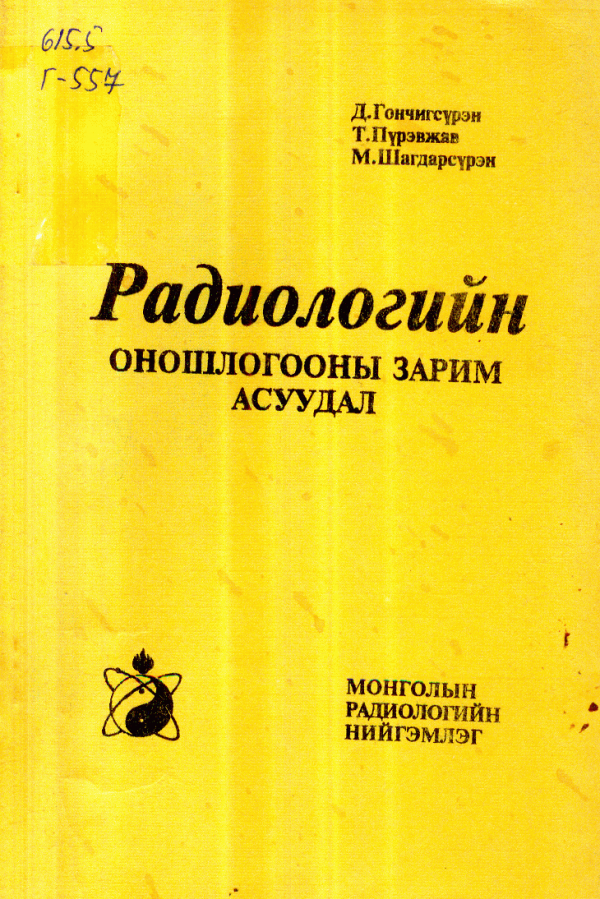 615.5
Г-557
Д.Гончигсүрэн
Т.Пүрэвжав
М.Шагдарсүрэн
Радиологийн
ОНОШЛОГООНЫ ЗАРИМ
АСУУДАЛ
МОНГОЛЫН
РАДИОЛОГИЙН
НИЙГЭМЛЭГ